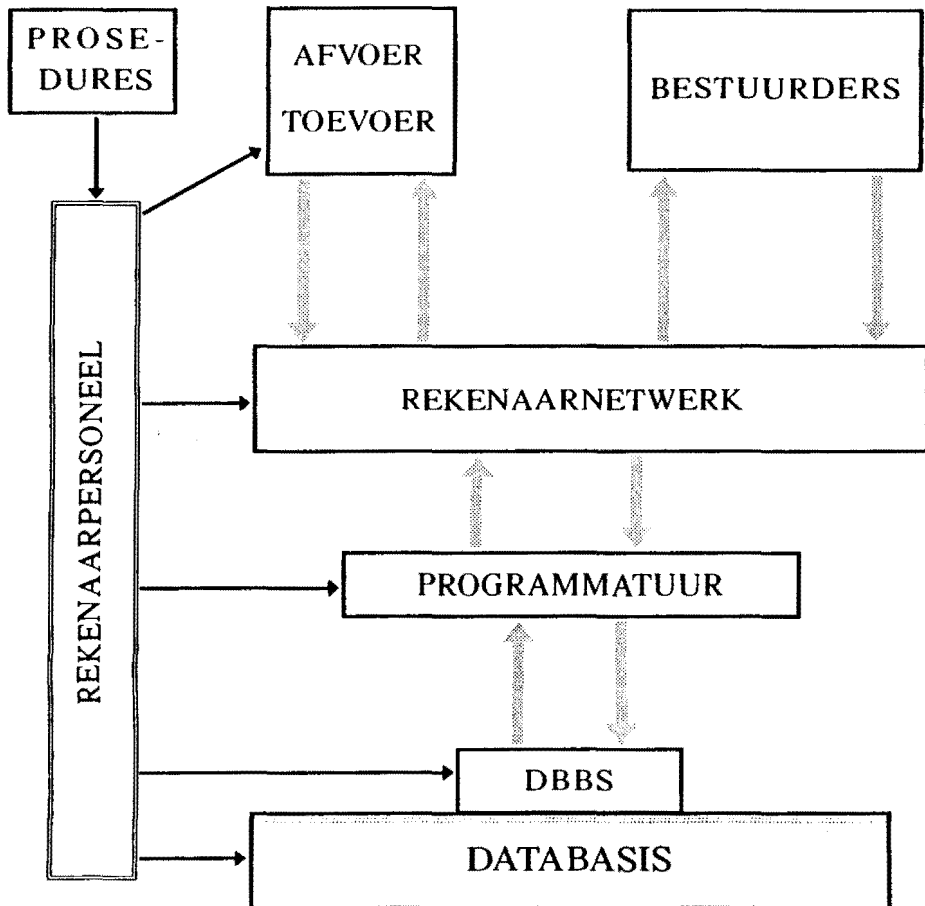 PROSE-
DURES
AFVOER
TOEVOER
BESTUURDERS
REKENAARPERSONEEL
REKENAARNETWERK
PROGRAMMATUUR
DBBS
DATABASIS